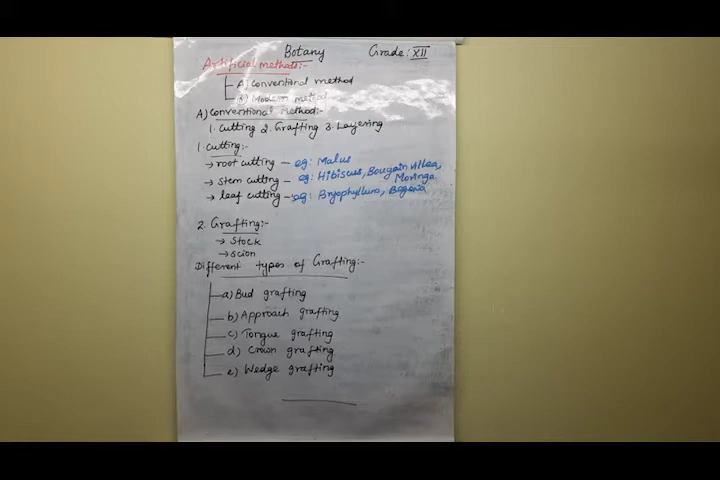 Botany Grade: XII
Artificial methods:-
A) Conventional method
B) Modern method
A) Conventional Method:-
1. Cutting 2. Grafting 3. Layering
1. Cutting:-
→ root cutting - eg: Malus
→ stem cutting - eg: Hibiscus, Bougain villea, Moringa.
→ leaf cutting - eg: Bryophyllum, Begonia
2. Grafting:-
→ Stock
→ scion
Different types of Grafting:-
a) Bud grafting
b) Approach grafting
c) Tongue grafting
d) Crown grafting
e) Wedge grafting